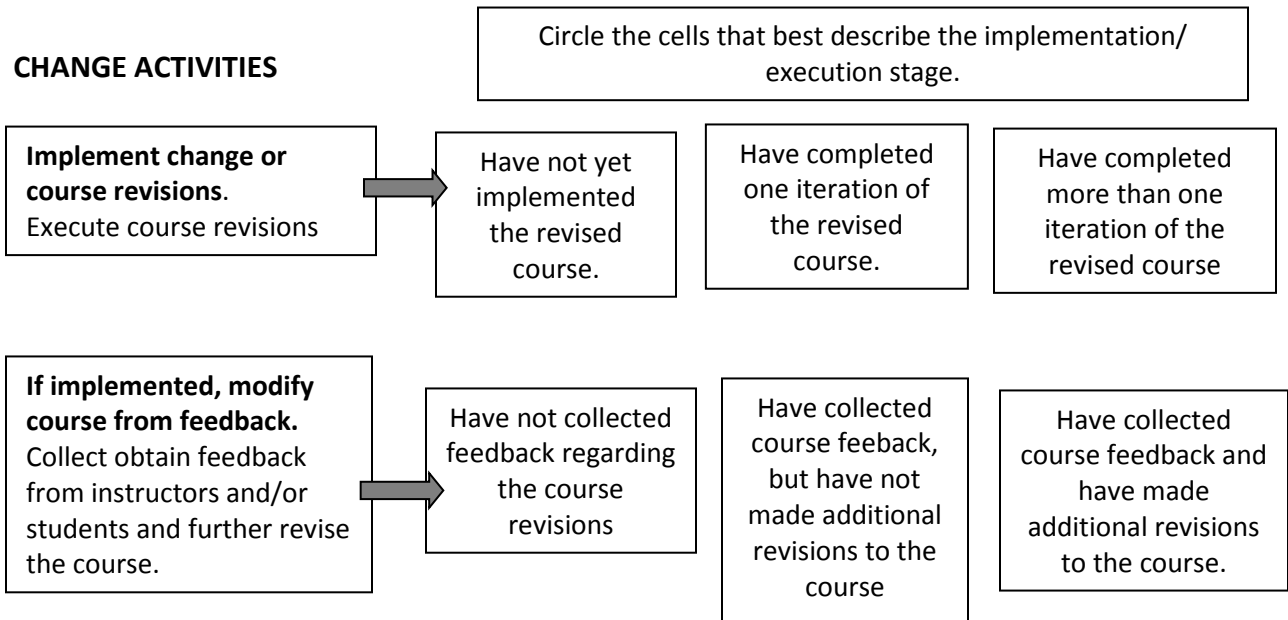 Circle the cells that best describe the implementation/
execution stage.
CHANGE ACTIVITIES
Implement change or
course revisions.
Execute course revisions
Have not yet
implemented
the revised
course.
Have completed
one iteration of
the revised
course.
Have completed
more than one
iteration of the
revised course
If implemented, modify
course from feedback.
Collect obtain feedback
from instructors and/or
students and further revise
the course.
Have not collected
feedback regarding
the course
revisions
Have collected
course feeback,
but have not
made additional
revisions to the
course
Have collected
course feedback and
have made
additional revisions
to the course.